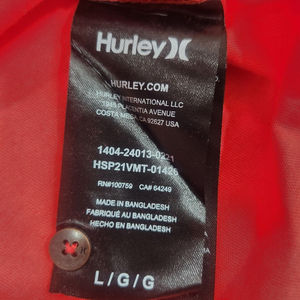 Hurley
HURLEY.COM
HURLEY INTERNATIONAL LLC
1945 PLACENTIA AVENUE
COSTA MESA CA 92627 USA
1404-24013-0221
HSP21VMT-01426
RN#100759 CA# 64249
MADE IN BANGLADESH
FABRIQUÉ AU BANGLADESH
HECHO EN BANGLADESH
L/G/G